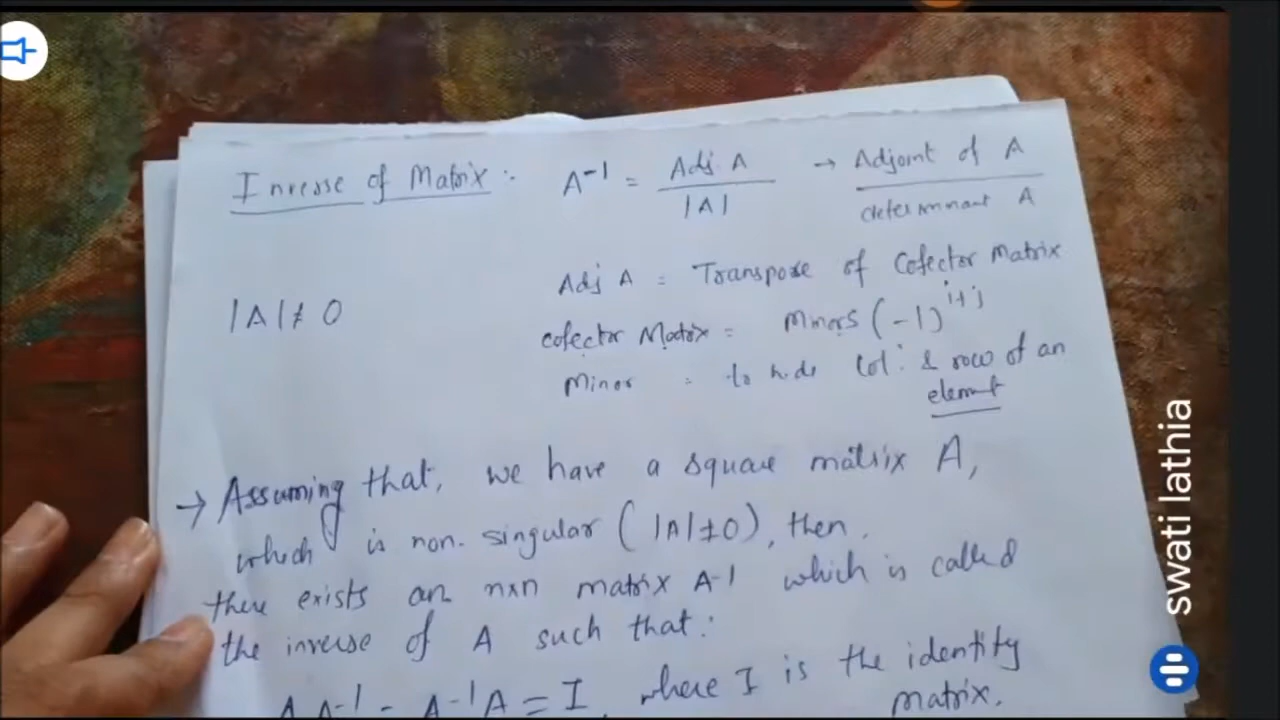 Inverse of Matrix :- A⁻¹ = Adj A / |A| → Adjoint of A / determinant A
|A| ≠ 0
Adj A = Transpose of Cofector Matrix
cofector Matrix = Minors (-1)^i+j
Minor = to hide Col: & row of an element
→ Assuming that, we have a square matrix A,
which is non-singular (|A| ≠ 0), then,
there exists an nxn matrix A-1 which is called
the inverse of A such that:
AA⁻¹ = A⁻¹A = I, where I is the identity
matrix.
swati lathia